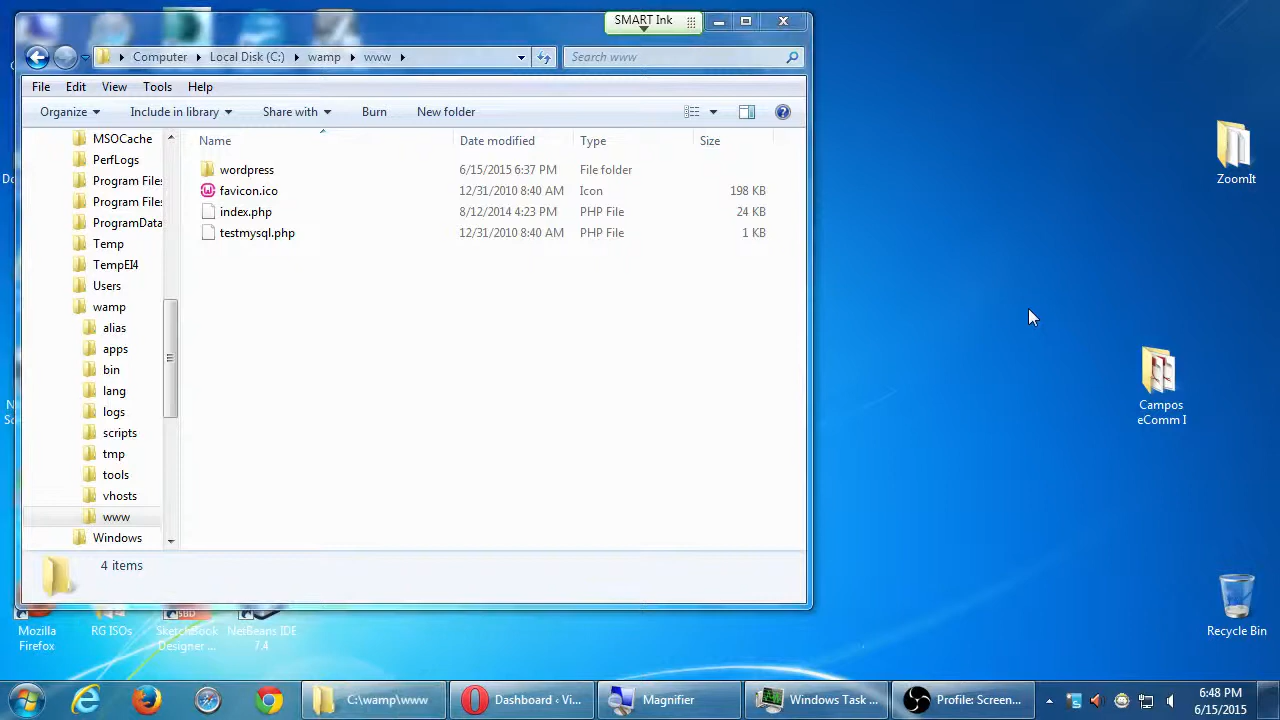 SMART Ink
Computer Local Disk (C:) wamp www
Search www
File Edit View Tools Help
Organize Include in library Share with Burn New folder
Name Date modified Type Size
wordpress 6/15/2015 6:37 PM File folder
favicon.ico 12/31/2010 8:40 AM Icon 198 KB
index.php 8/12/2014 4:23 PM PHP File 24 KB
testmysql.php 12/31/2010 8:40 AM PHP File 1 KB
MSOCache
PerfLogs
Program Files
Program Files
ProgramData
Temp
TempEI4
Users
wamp
alias
apps
bin
lang
logs
scripts
tmp
tools
vhosts
www
Windows
4 items
ZoomIt
Campos
eComm I
Recycle Bin
Mozilla
Firefox
RG ISOs
SketchBook
Designer ...
NetBeans IDE
7.4
C:\wamp\www
Dashboard ‹ Vi...
Magnifier
Windows Task ...
Profile: Screen...
6:48 PM
6/15/2015